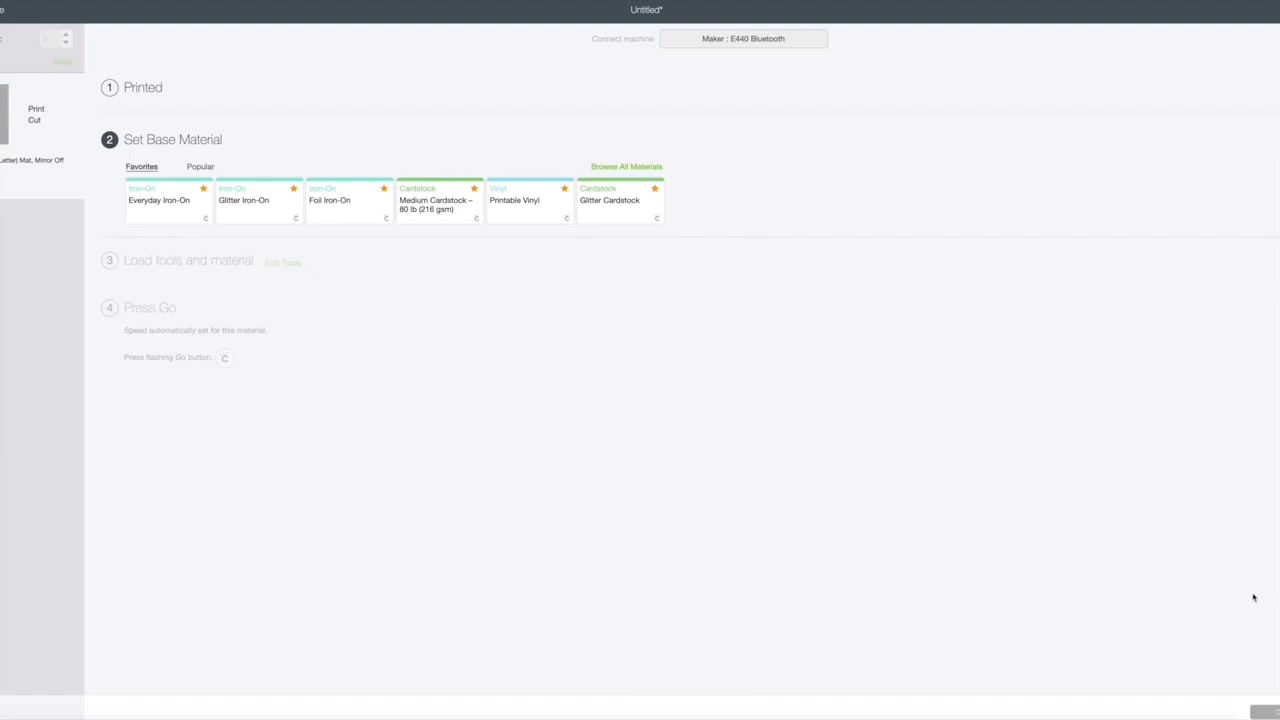 Untitled*
Connect machine
Maker : E440 Bluetooth
Apply
Print
Cut
Letter) Mat, Mirror Off
1 Printed
2 Set Base Material
Favorites
Popular
Browse All Materials
Iron-On
Everyday Iron-On
Iron-On
Glitter Iron-On
Iron-On
Foil Iron-On
Cardstock
Medium Cardstock –
80 lb (216 gsm)
Vinyl
Printable Vinyl
Cardstock
Glitter Cardstock
3 Load tools and material
Edit Tools
4 Press Go
Speed automatically set for this material.
Press flashing Go button.